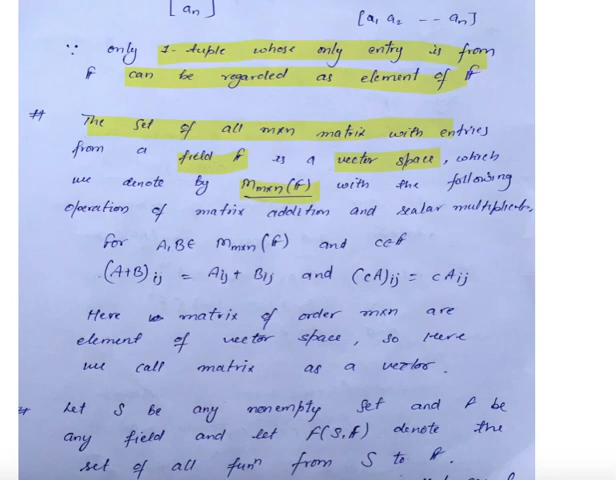 [an]
[a1 a2 -- an]
∵ only 1-tuple whose only entry is from
F can be regarded as element of F
# The set of all mxn matrix with entries
from a field F is a vector space, which
we denote by Mmxn(F) with the following
operation of matrix addition and scalar
For A,B∈ Mmxn(F) and c∈F
(A+B)ij = Aij + Bij and (cA)ij = cAij
Here matrix of order mxn are
element of vector space, so Here
we call matrix as a vector.
# Let S be any nonempty set and F be
any field and let F(S,F) denote the
set of all funⁿ from S to F.